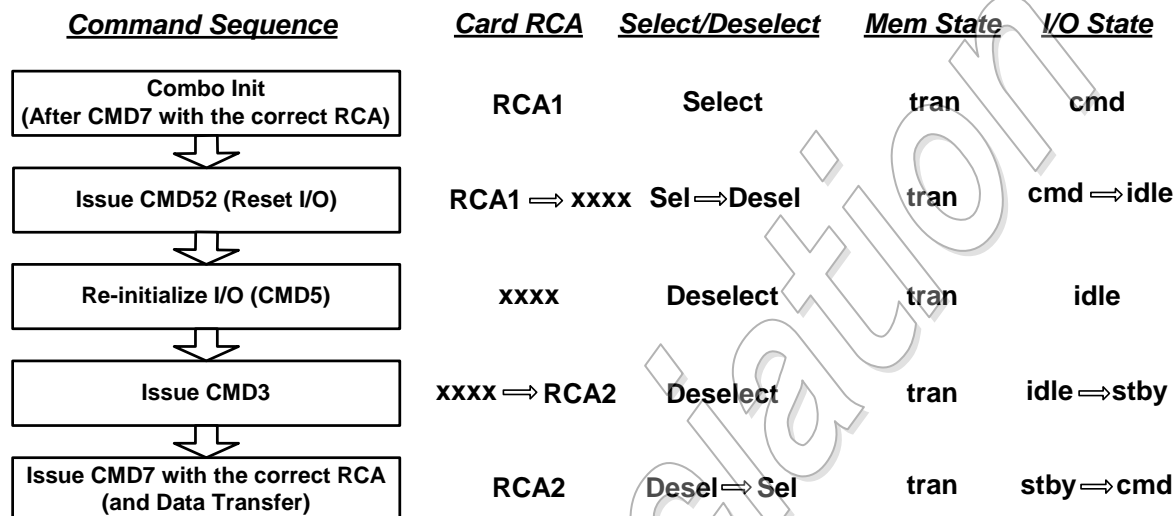 Command Sequence Card RCA Select/Deselect Mem State I/O State
Combo Init
(After CMD7 with the correct RCA) RCA1 Select tran cmd
Issue CMD52 (Reset I/O) RCA1 ⇒ xxxx Sel⇒Desel tran cmd ⇒idle
Re-initialize I/O (CMD5) xxxx Deselect tran idle
Issue CMD3 xxxx ⇒ RCA2 Deselect tran idle ⇒stby
Issue CMD7 with the correct RCA
(and Data Transfer) RCA2 Desel⇒ Sel tran stby⇒cmd